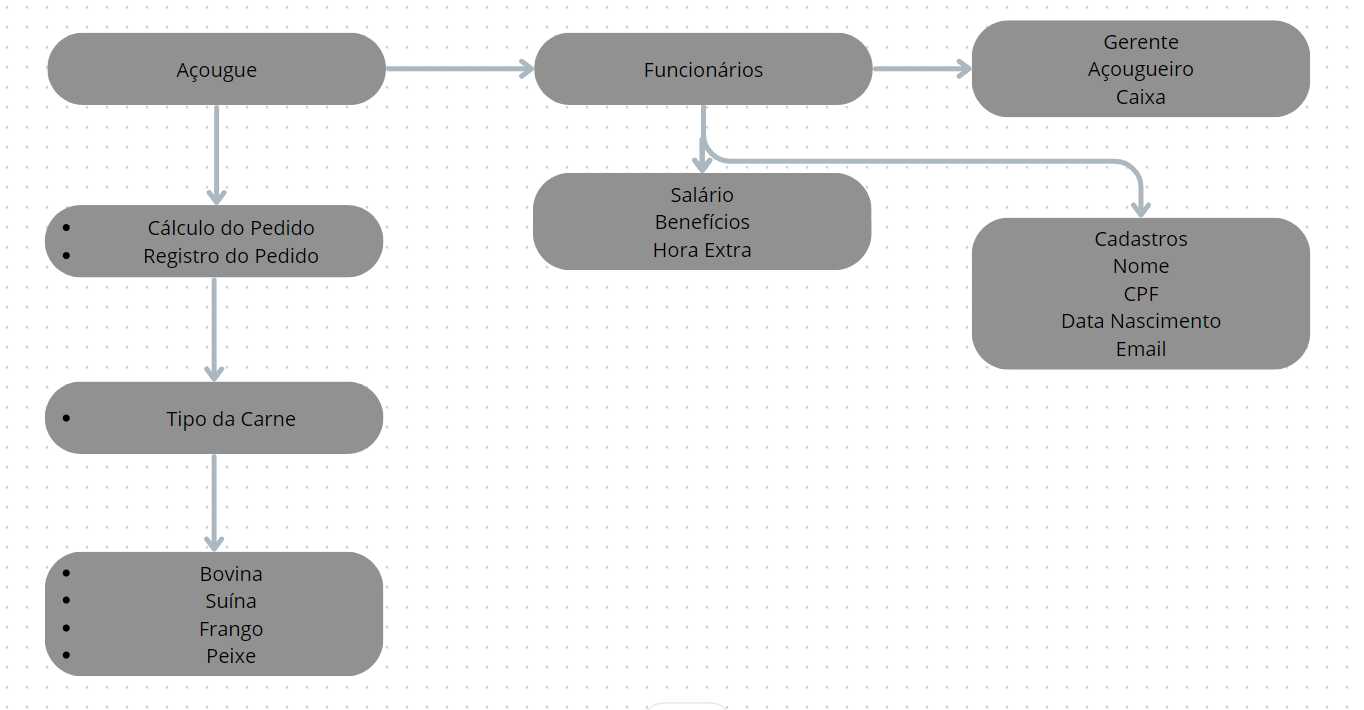 Açougue
Funcionários
Gerente
Açougueiro
Caixa
Salário
Benefícios
Hora Extra
Cadastros
Nome
CPF
Data Nascimento
Email
• Cálculo do Pedido
• Registro do Pedido
• Tipo da Carne
• Bovina
• Suína
• Frango
• Peixe